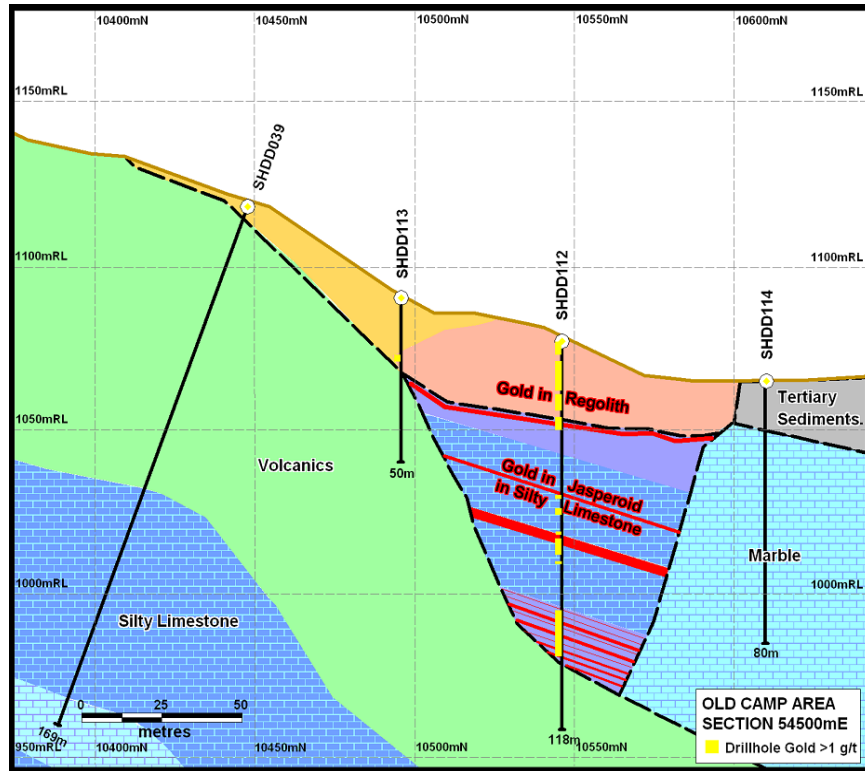 10400mN
10450mN
10500mN
10550mN
10600mN
1150mRL
1150mRL
SHDD039
SHDD113
SHDD112
SHDD114
1100mRL
1100mRL
Gold in Regolith
Tertiary
Sediments.
1050mRL
1050mRL
Volcanics
50m
Gold in Jasperoid
in Silty Limestone
Marble
1000mRL
1000mRL
Silty Limestone
80m
0 25 50
metres
169m
118m
OLD CAMP AREA
SECTION 54500mE
Drillhole Gold >1 g/t
950mRL
10400mN
10450mN
10500mN
10550mN